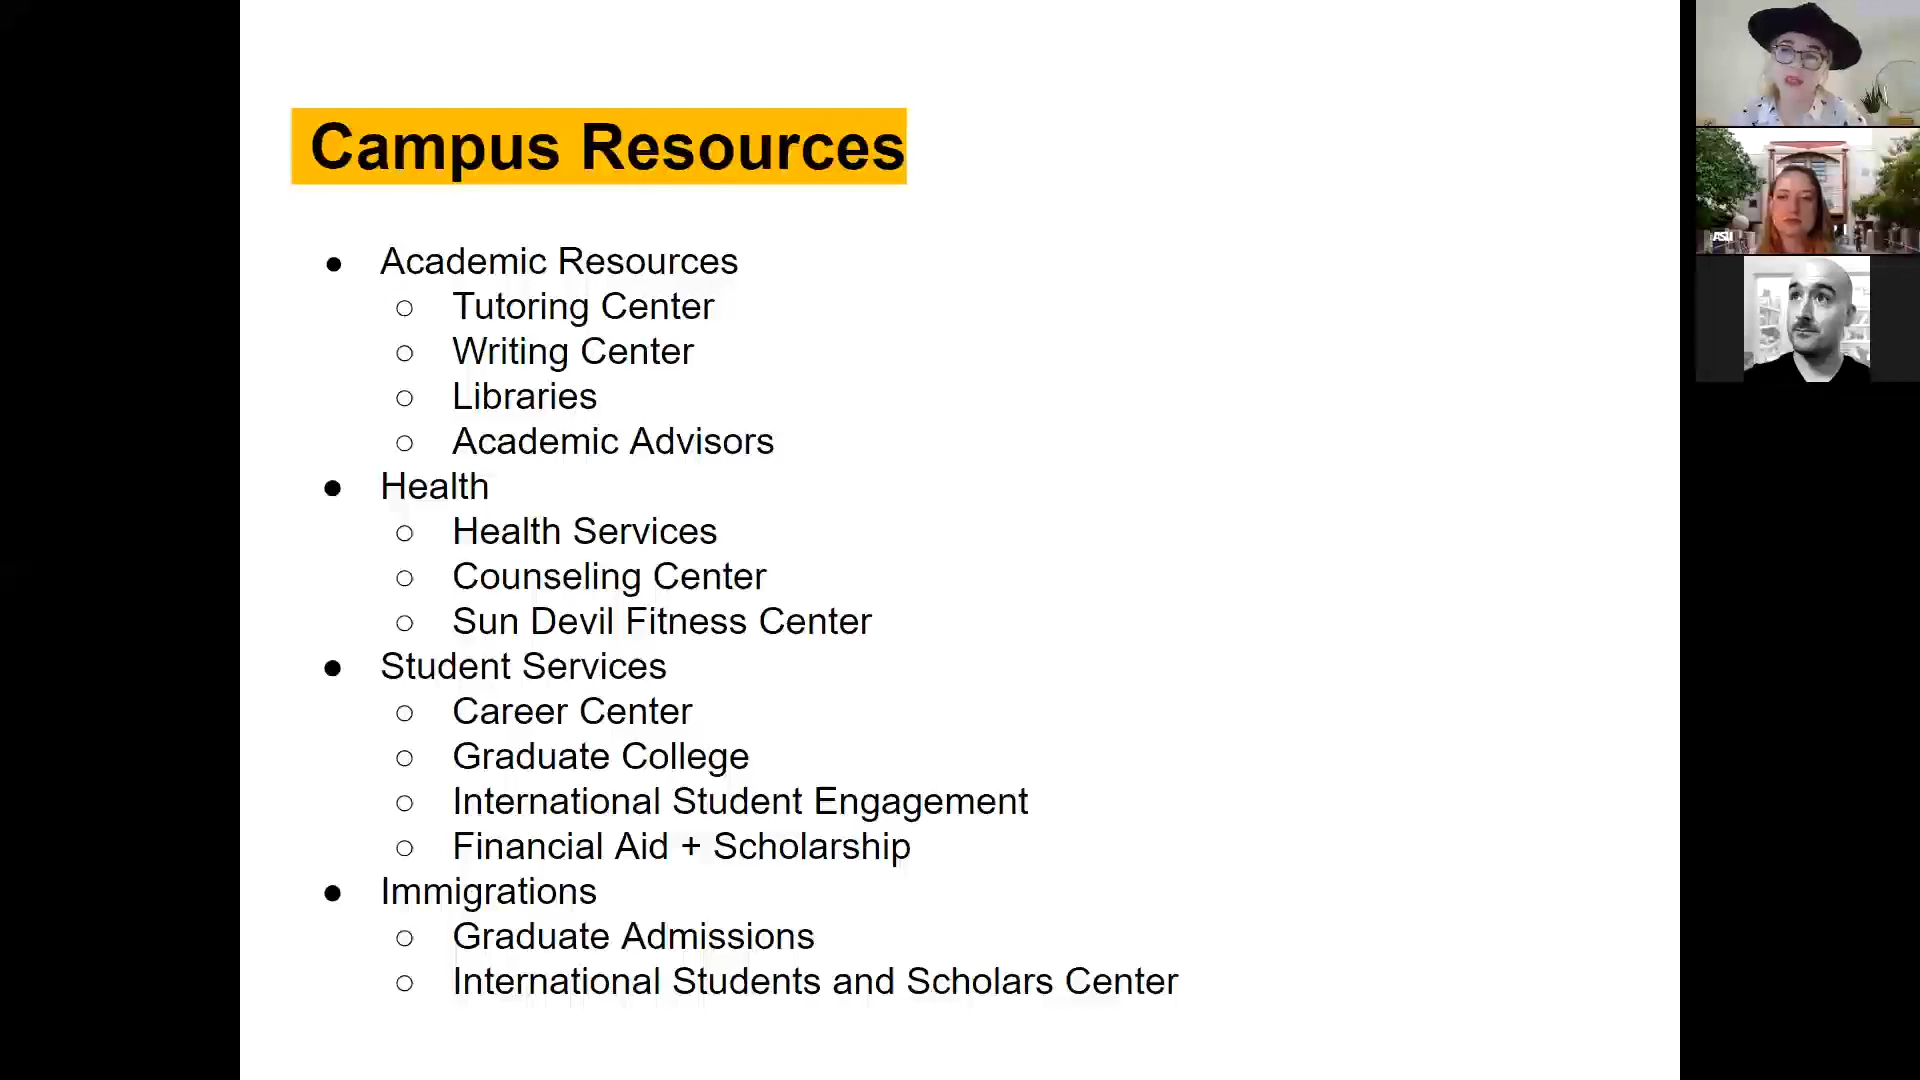 Campus Resources
● Academic Resources
○ Tutoring Center
○ Writing Center
○ Libraries
○ Academic Advisors
● Health
○ Health Services
○ Counseling Center
○ Sun Devil Fitness Center
● Student Services
○ Career Center
○ Graduate College
○ International Student Engagement
○ Financial Aid + Scholarship
● Immigrations
○ Graduate Admissions
○ International Students and Scholars Center
ASU